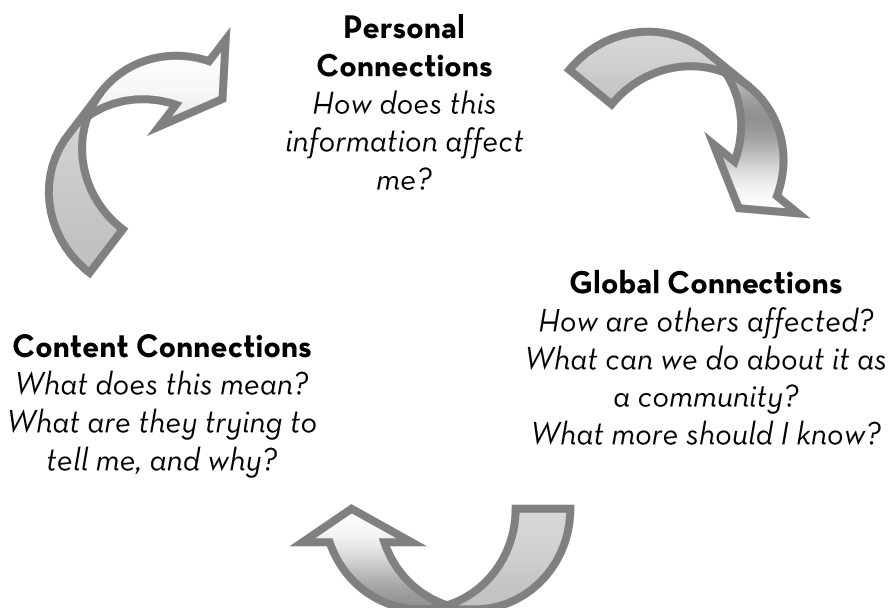 Personal
Connections
How does this
information affect
me?
Global Connections
How are others affected?
What can we do about it as
a community?
What more should I know?
Content Connections
What does this mean?
What are they trying to
tell me, and why?